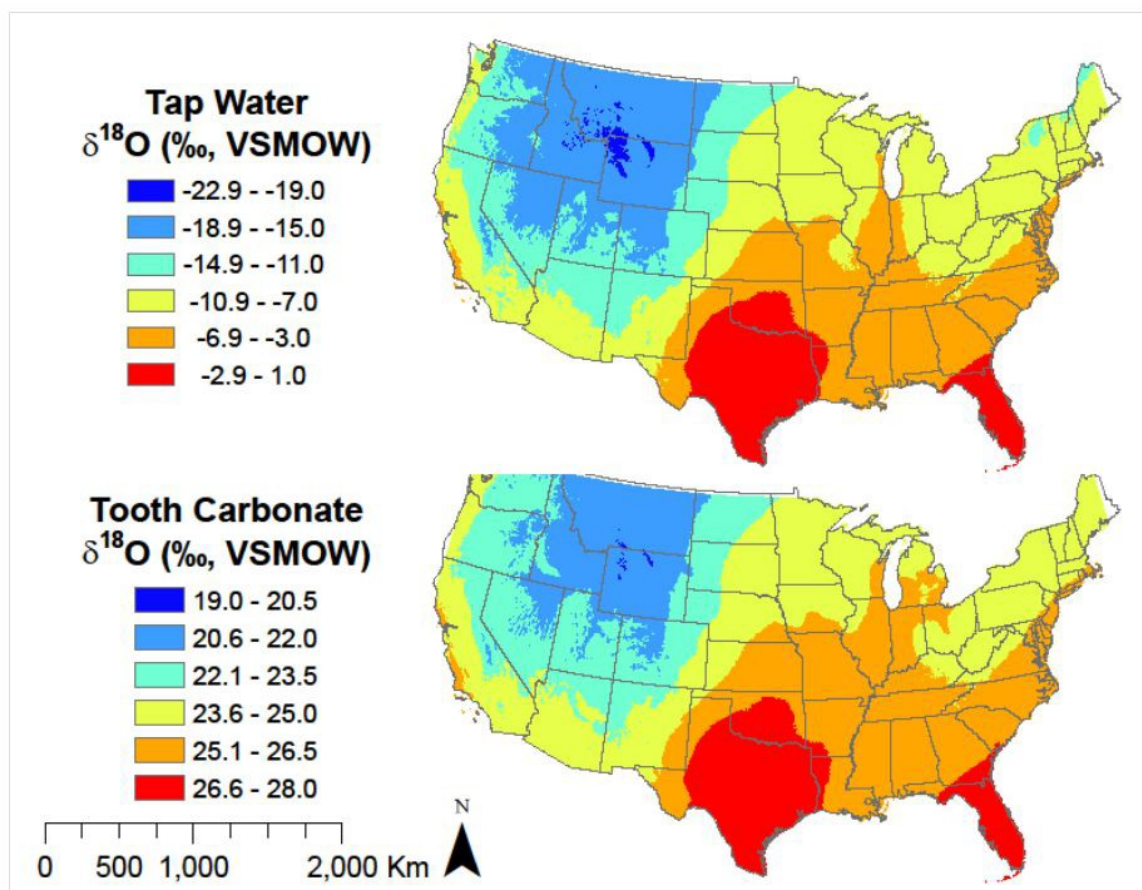 Tap Water
δ¹⁸O (‰, VSMOW)
-22.9 - -19.0
-18.9 - -15.0
-14.9 - -11.0
-10.9 - -7.0
-6.9 - -3.0
-2.9 - 1.0
Tooth Carbonate
δ¹⁸O (‰, VSMOW)
19.0 - 20.5
20.6 - 22.0
22.1 - 23.5
23.6 - 25.0
25.1 - 26.5
26.6 - 28.0
N
0 500 1,000 2,000 Km